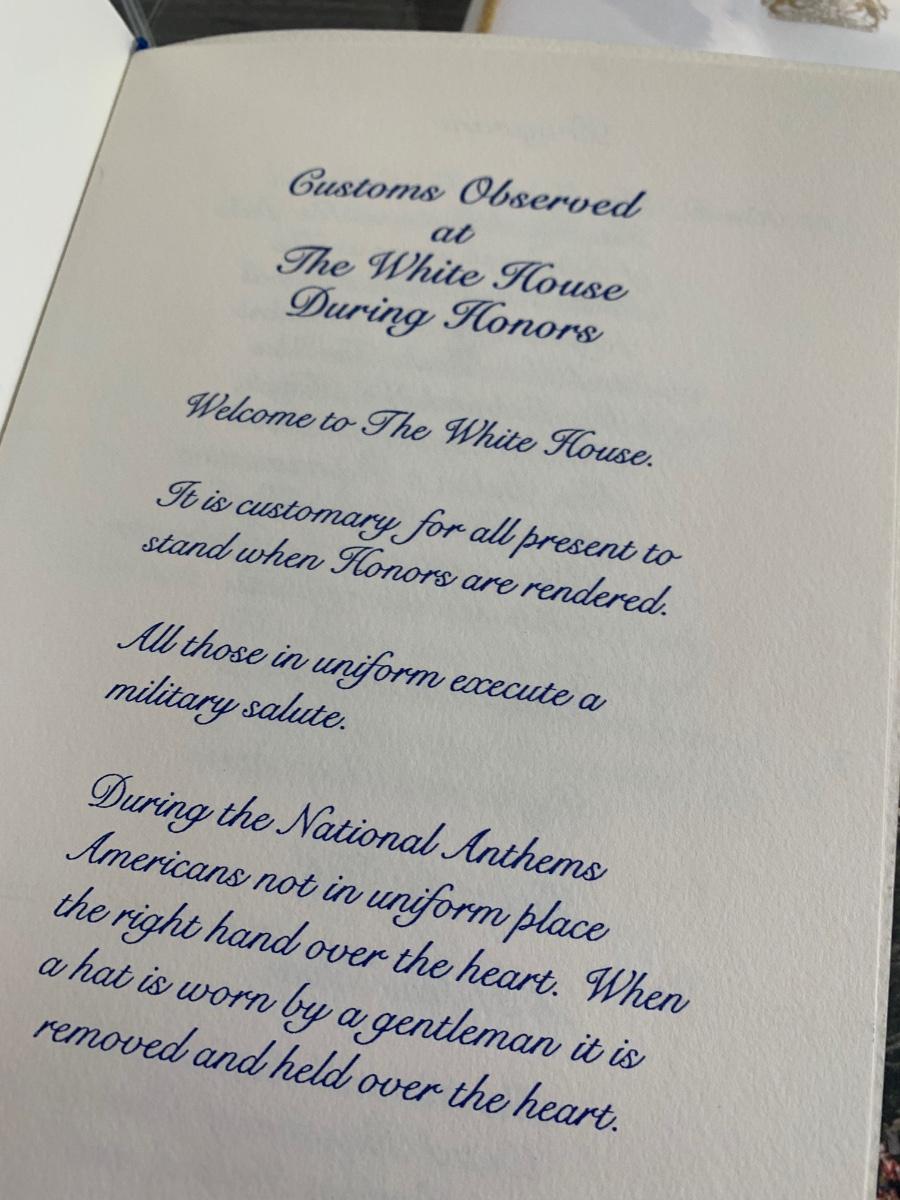 Customs Observed
at
The White House
During Honors
Welcome to The White House.
It is customary for all present to
stand when Honors are rendered.
All those in uniform execute a
military salute.
During the National Anthems
Americans not in uniform place
the right hand over the heart. When
a hat is worn by a gentleman it is
removed and held over the heart.